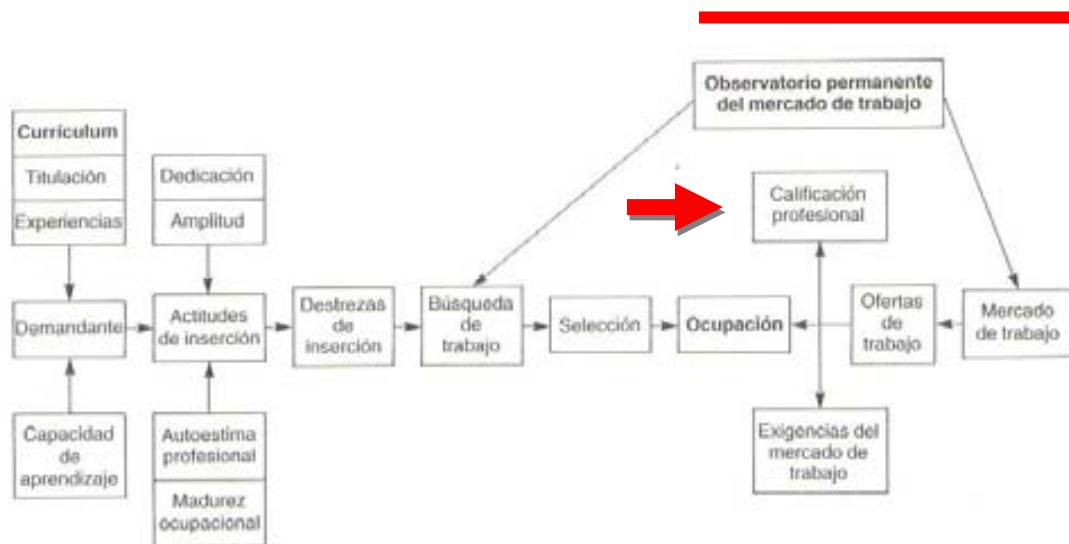 Observatorio permanente
del mercado de trabajo
Currículum
Titulación
Experiencias
Dedicación
Amplitud
Calificación
profesional
Demandante
Actitudes
de inserción
Destrezas
de
inserción
Búsqueda
de
trabajo
Selección
Ocupación
Ofertas
de
trabajo
Mercado
de trabajo
Capacidad
de
aprendizaje
Autoestima
profesional
Madurez
ocupacional
Exigencias del
mercado de
trabajo